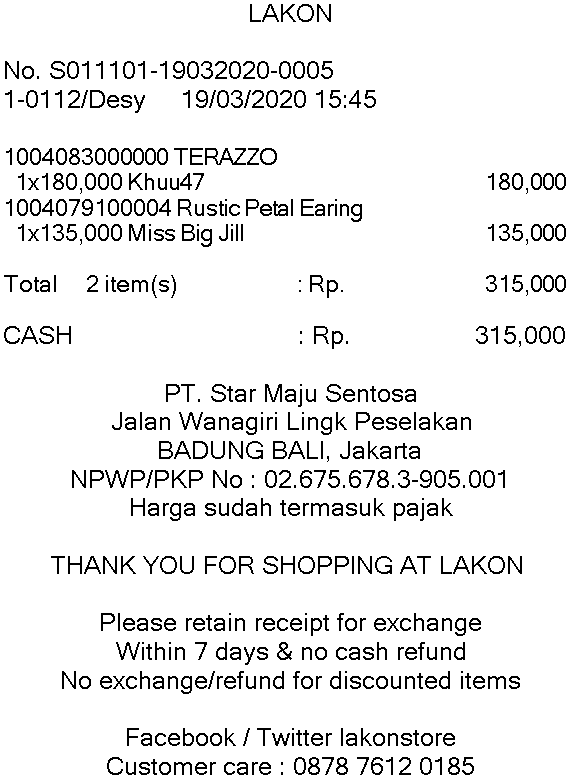 LAKON
No. S011101-19032020-0005
1-0112/Desy 19/03/2020 15:45
1004083000000 TERAZZO
1x180,000 Khuu47 180,000
1004079100004 Rustic Petal Earing
1x135,000 Miss Big Jill 135,000
Total 2 item(s) : Rp. 315,000
CASH : Rp. 315,000
PT. Star Maju Sentosa
Jalan Wanagiri Lingk Peselakan
BADUNG BALI, Jakarta
NPWP/PKP No : 02.675.678.3-905.001
Harga sudah termasuk pajak
THANK YOU FOR SHOPPING AT LAKON
Please retain receipt for exchange
Within 7 days & no cash refund
No exchange/refund for discounted items
Facebook / Twitter lakonstore
Customer care : 0878 7612 0185